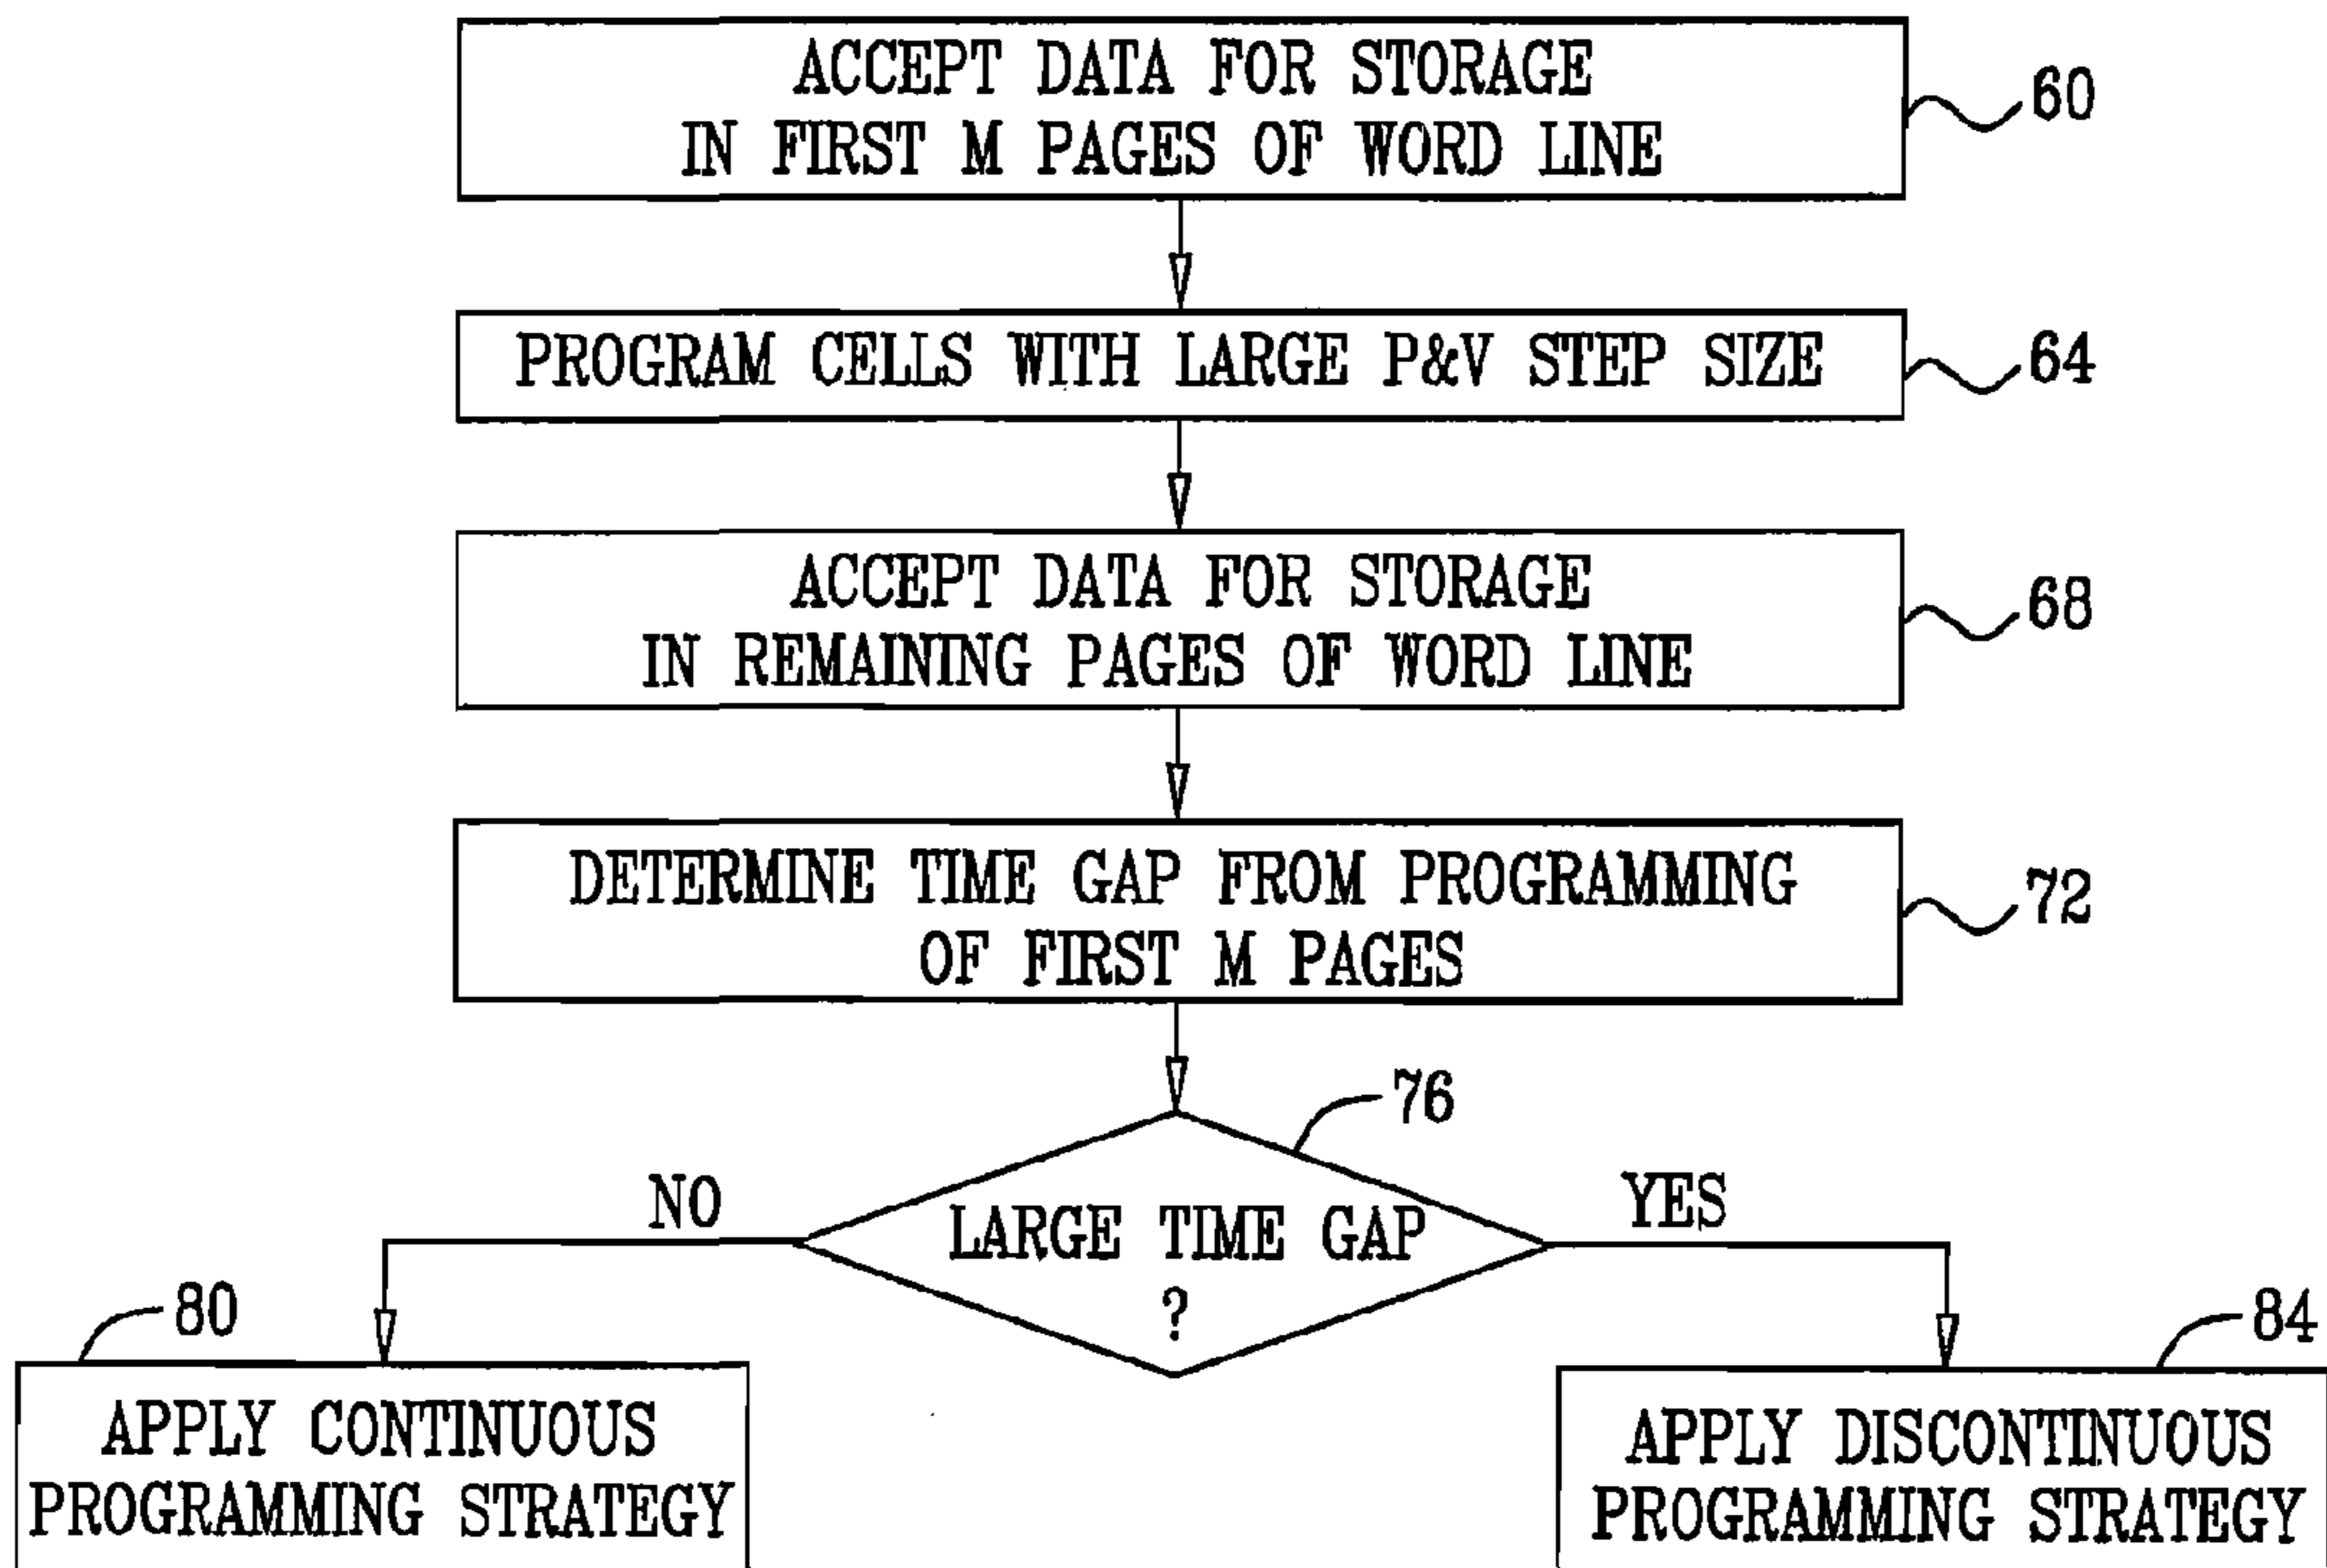 ACCEPT DATA FOR STORAGE
IN FIRST M PAGES OF WORD LINE
60
PROGRAM CELLS WITH LARGE P&V STEP SIZE
64
ACCEPT DATA FOR STORAGE
IN REMAINING PAGES OF WORD LINE
68
DETERMINE TIME GAP FROM PROGRAMMING
OF FIRST M PAGES
72
76
NO
LARGE TIME GAP
?
YES
80
APPLY CONTINUOUS
PROGRAMMING STRATEGY
84
APPLY DISCONTINUOUS
PROGRAMMING STRATEGY